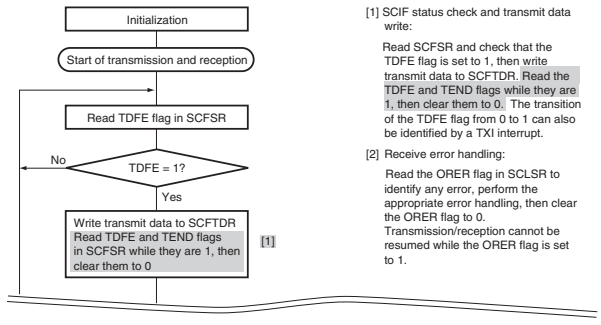 Initialization
Start of transmission and reception
Read TDFE flag in SCFSR
No
TDFE = 1?
Yes
Write transmit data to SCFTDR
Read TDFE and TEND flags
in SCFSR while they are 1, then
clear them to 0
[1]
[1] SCIF status check and transmit data
write:
Read SCFSR and check that the
TDFE flag is set to 1, then write
transmit data to SCFTDR. Read the
TDFE and TEND flags while they are
1, then clear them to 0. The transition
of the TDFE flag from 0 to 1 can also
be identified by a TXI interrupt.
[2] Receive error handling:
Read the ORER flag in SCLSR to
identify any error, perform the
appropriate error handling, then clear
the ORER flag to 0.
Transmission/reception cannot be
resumed while the ORER flag is set
to 1.